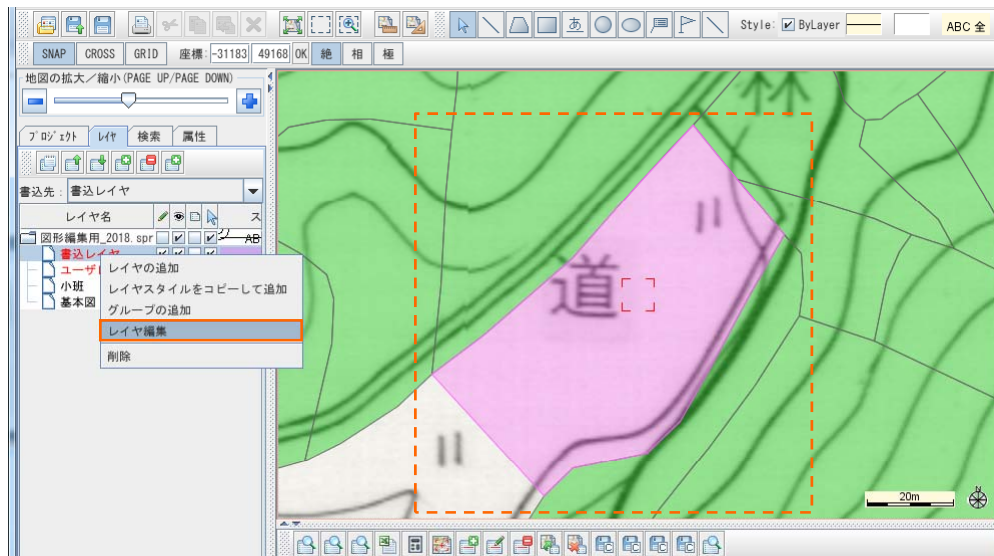 あ Style: ByLayer ABC 全
SNAP CROSS GRID 座標: -31183 49168 OK 絶 相 極
地図の拡大／縮小(PAGE UP/PAGE DOWN)
ﾌﾟﾛｼﾞｪｸﾄ ﾚｲﾔ 検索 属性
書込先: 書込レイヤ
レイヤ名 ス
図形編集用_2018.spr AB
書込レイヤ
ユーザ
小班
基本図
レイヤの追加
レイヤスタイルをコピーして追加
グループの追加
レイヤ編集
削除
林
道
20m
N